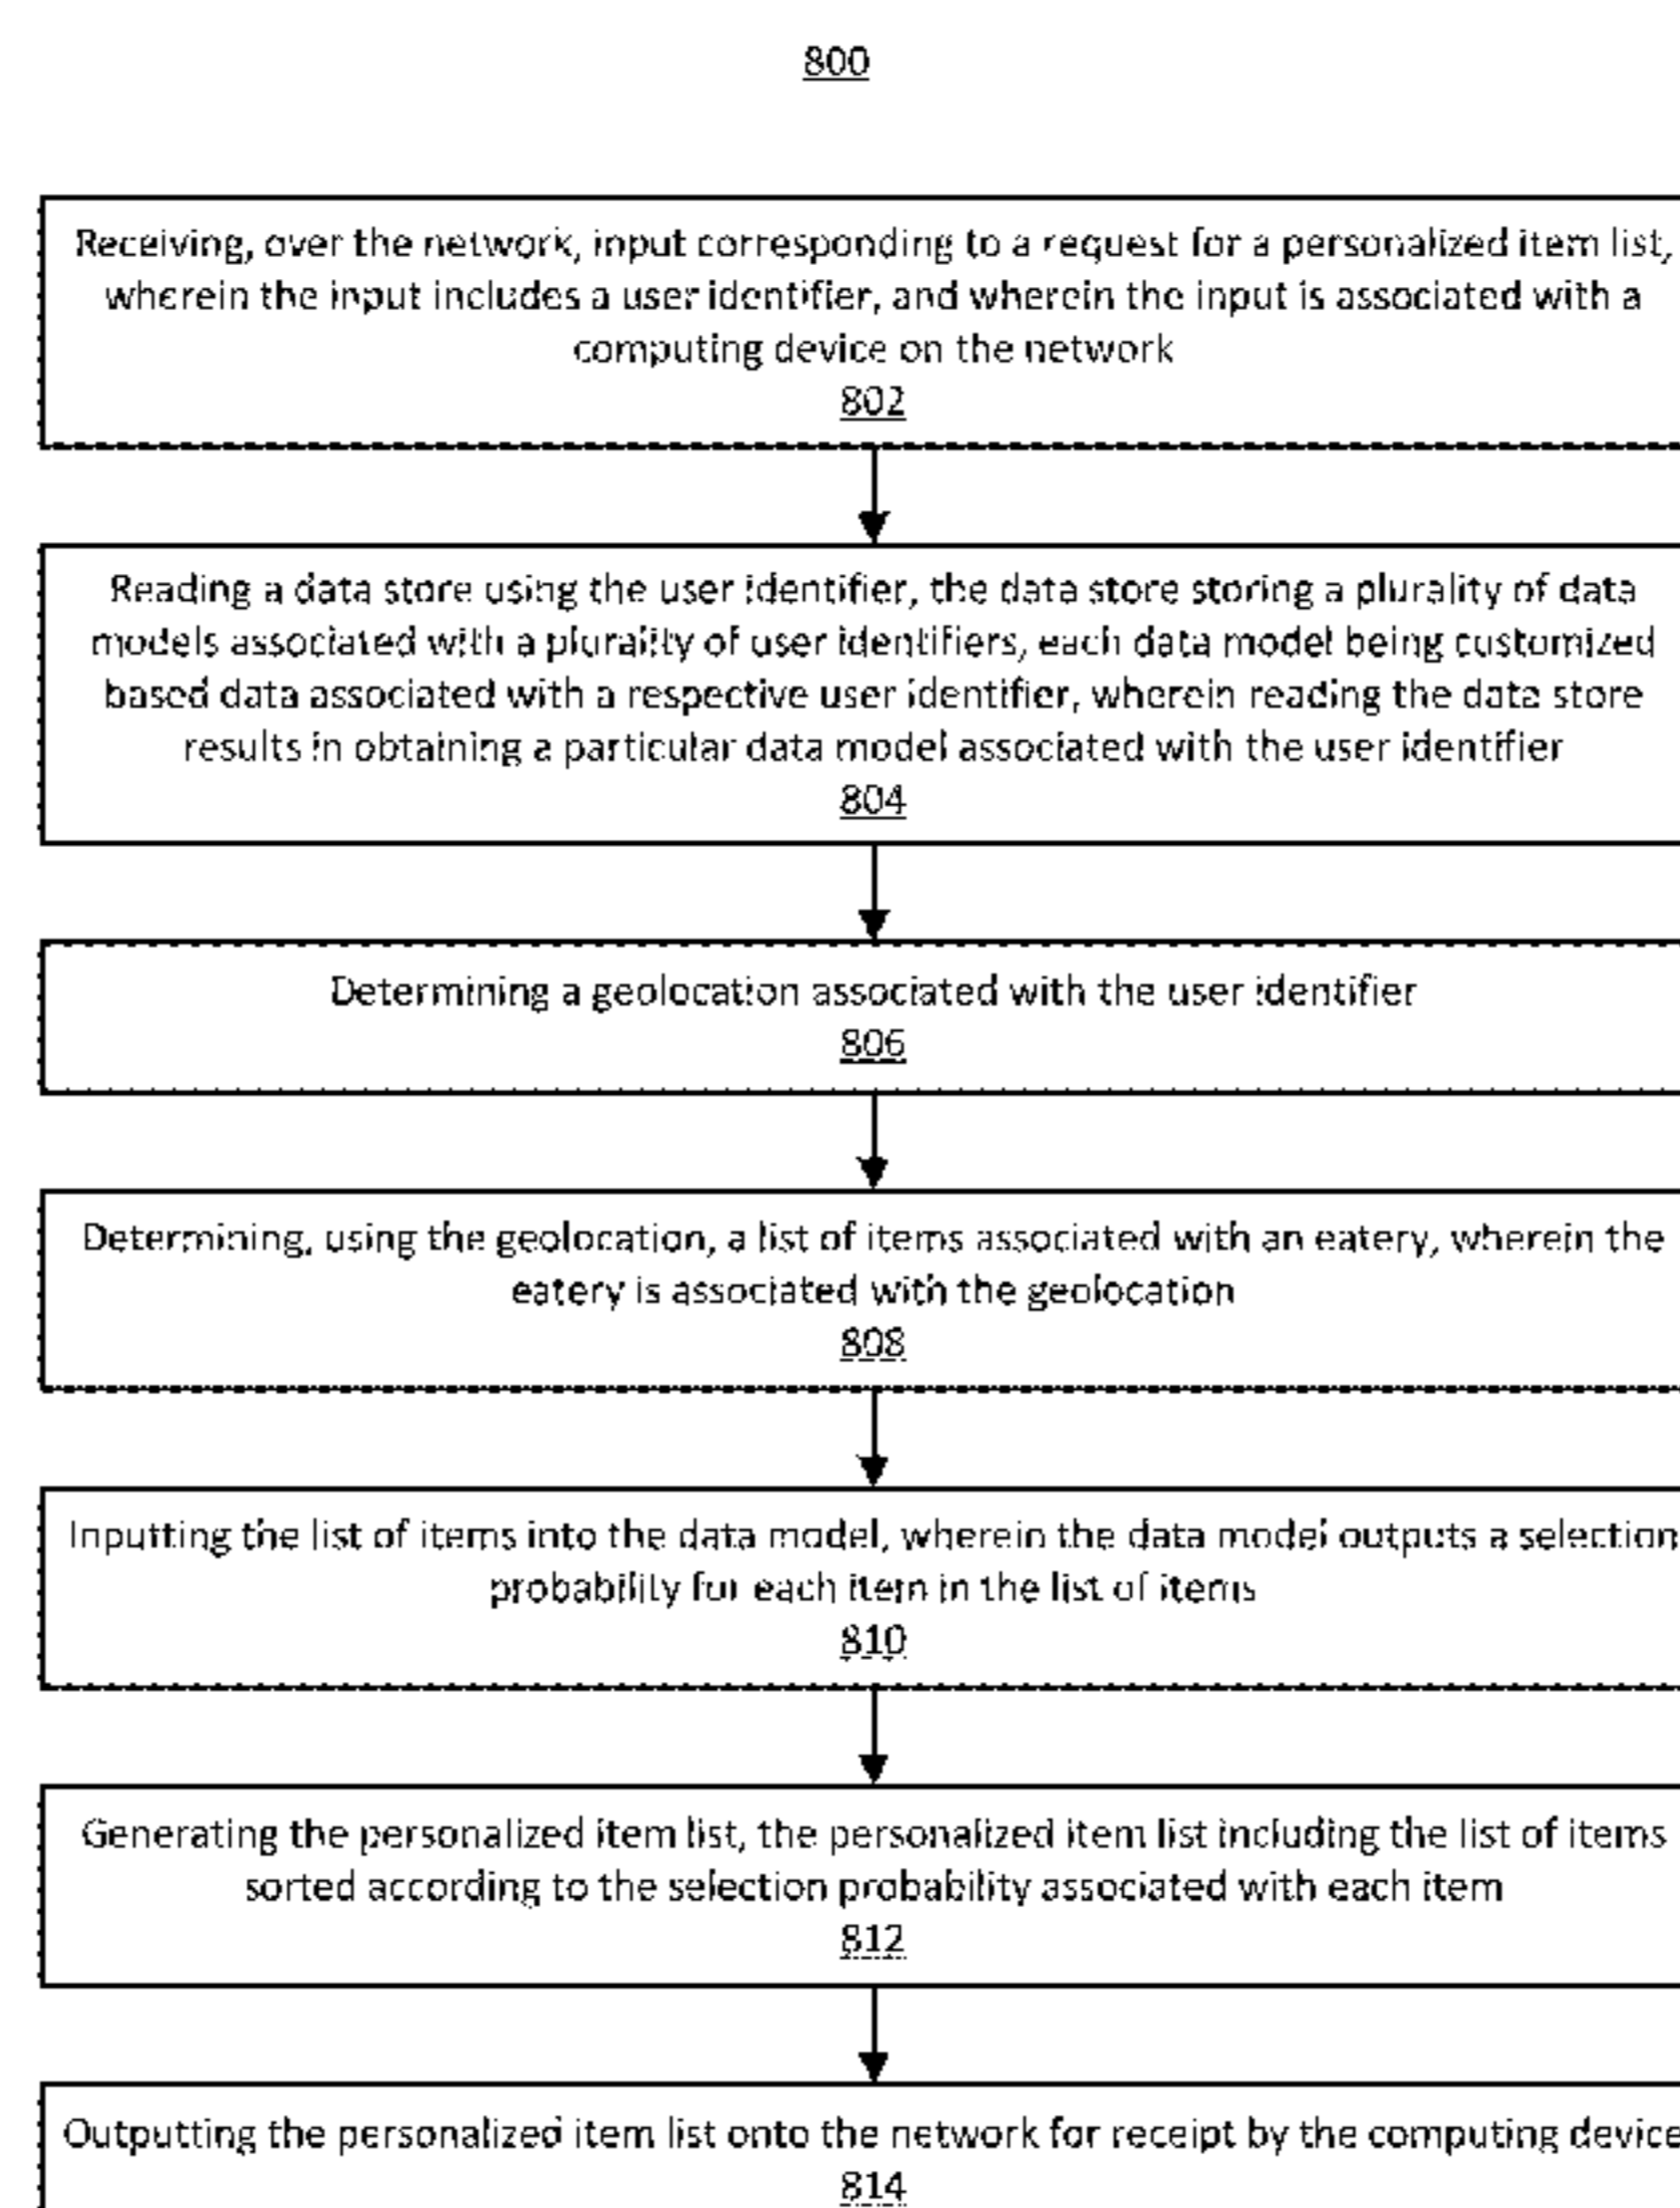 800
Receiving, over the network, input corresponding to a request for a personalized item list,
wherein the input includes a user identifier, and wherein the input is associated with a
computing device on the network
802
Reading a data store using the user identifier, the data store storing a plurality of data
models associated with a plurality of user identifiers, each data model being customized
based data associated with a respective user identifier, wherein reading the data store
results in obtaining a particular data model associated with the user identifier
804
Determining a geolocation associated with the user identifier
806
Determining, using the geolocation, a list of items associated with an eatery, wherein the
eatery is associated with the geolocation
808
Inputting the list of items into the data model, wherein the data model outputs a selection
probability for each item in the list of items
810
Generating the personalized item list, the personalized item list including the list of items
sorted according to the selection probability associated with each item
812
Outputting the personalized item list onto the network for receipt by the computing device
814